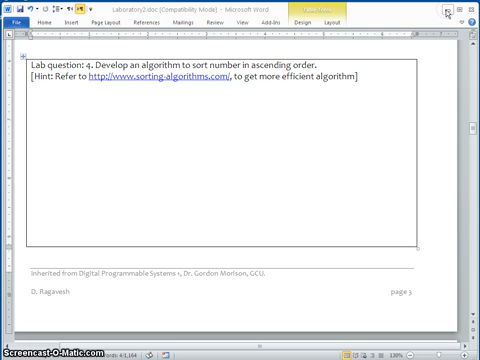 Laboratory2.doc [Compatibility Mode] - Microsoft Word
File Home Insert Page Layout References Mailings Review View Add-Ins Design Layout
Lab question: 4. Develop an algorithm to sort number in ascending order.
[Hint: Refer to http://www.sorting-algorithms.com/, to get more efficient algorithm]
Inherited from Digital Programmable Systems 1, Dr. Gordon Morison, GCU.
D. Ragavesh page 3
Screencast-O-Matic.com
4/1,164 130%